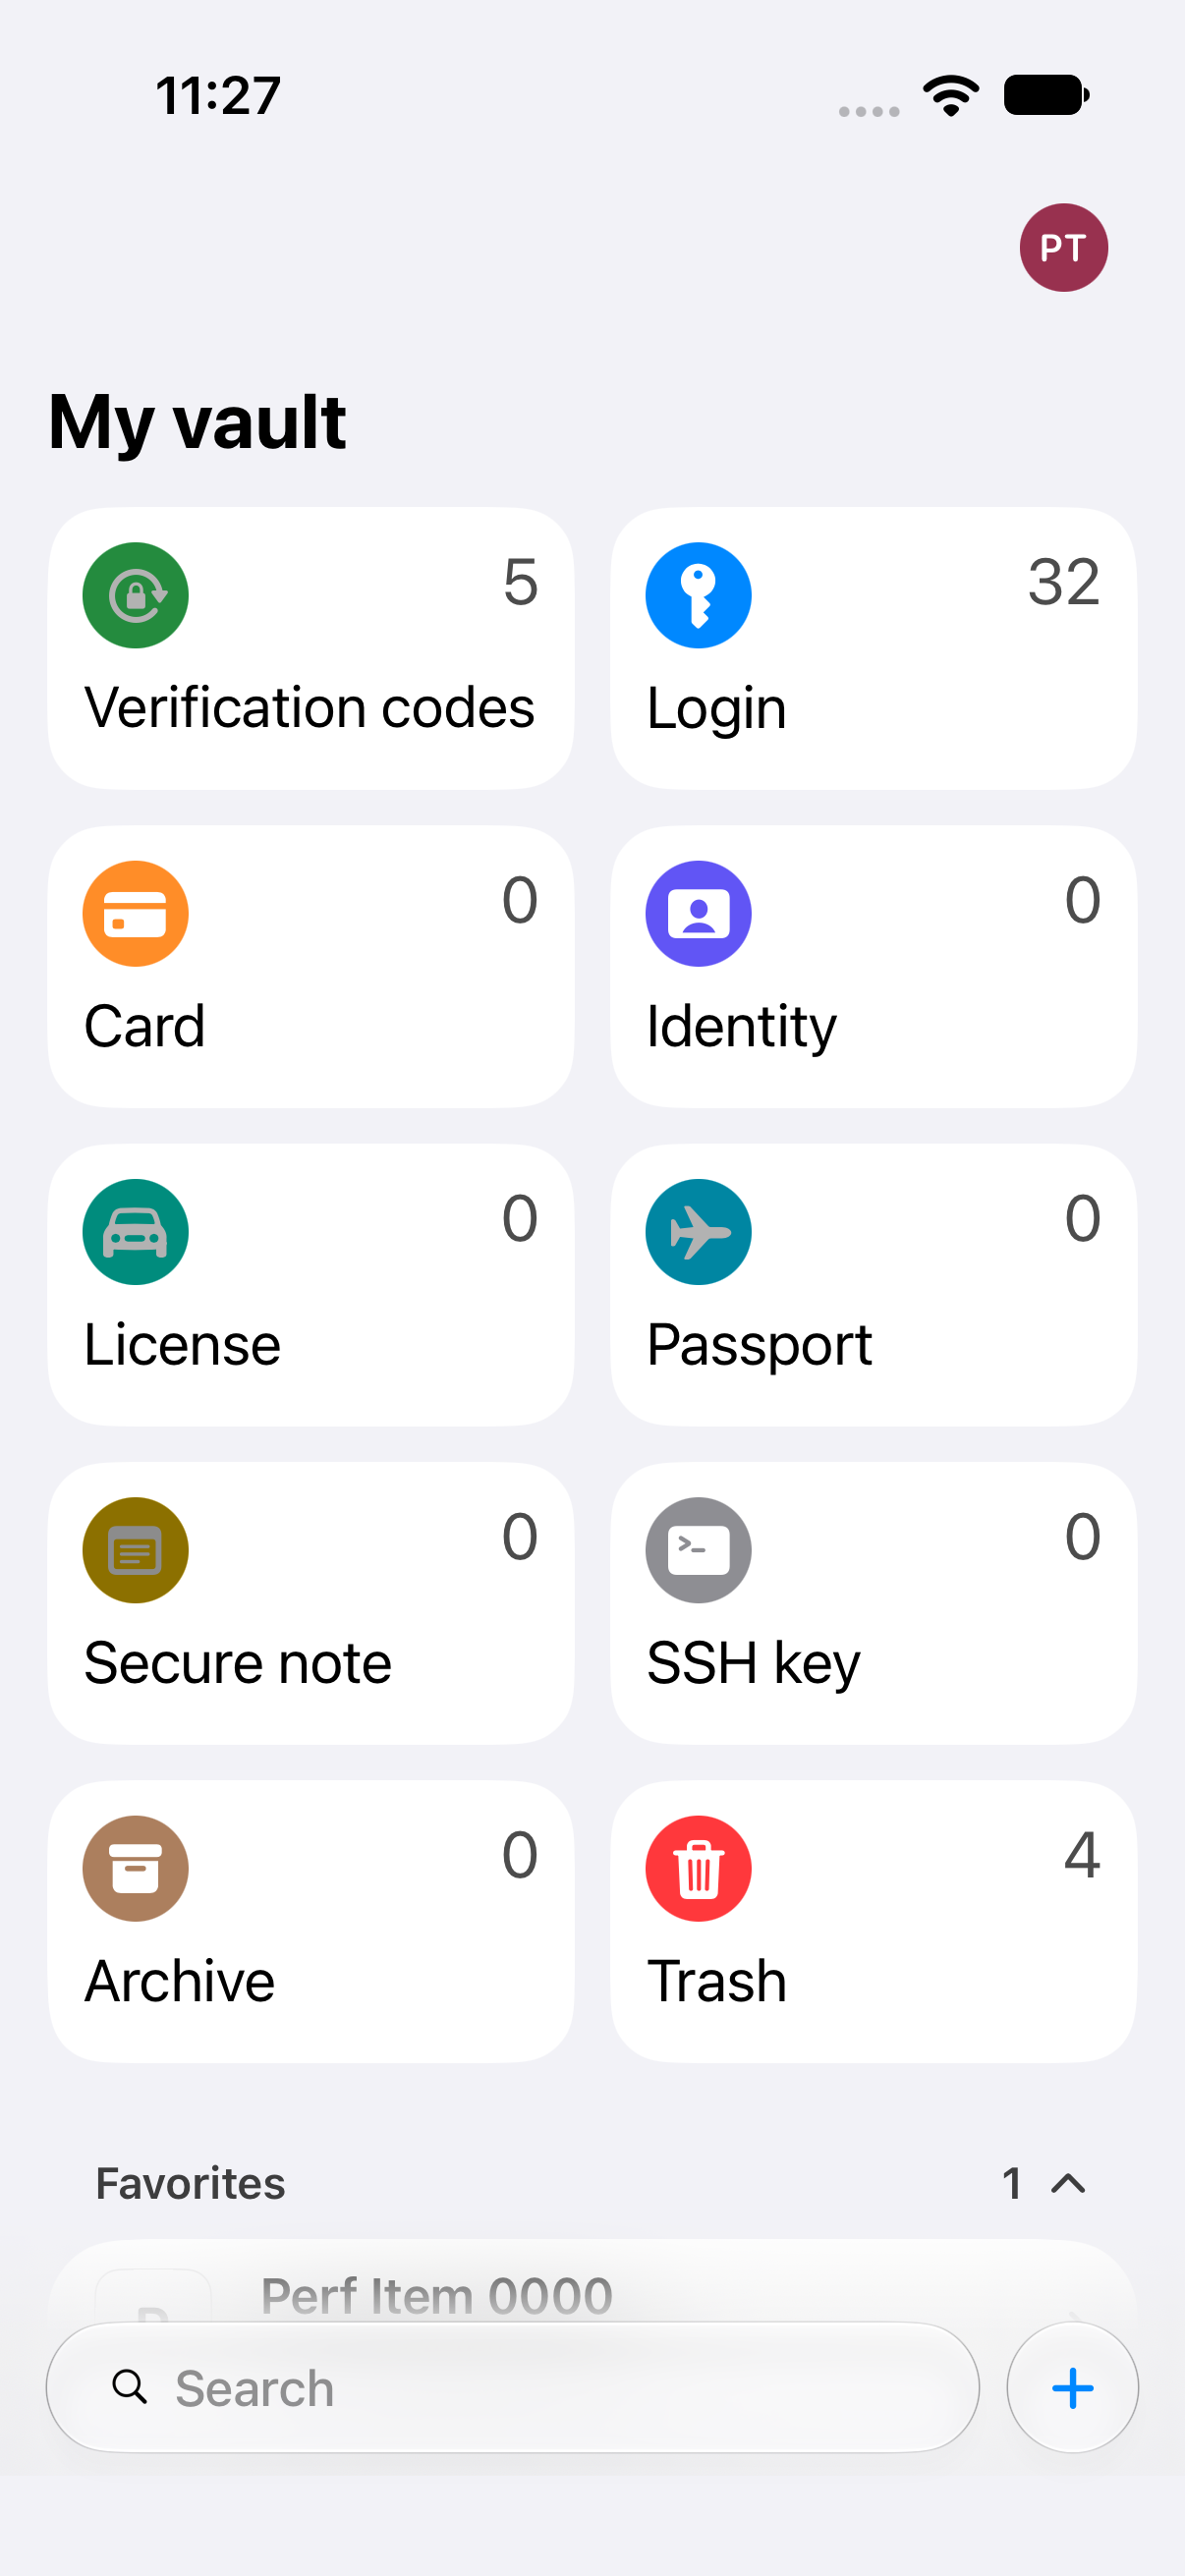 11:27
PT
My vault
5
Verification codes
32
Login
0
Card
0
Identity
0
License
0
Passport
0
Secure note
0
SSH key
0
Archive
4
Trash
Favorites 1
Perf Item 0000
Search